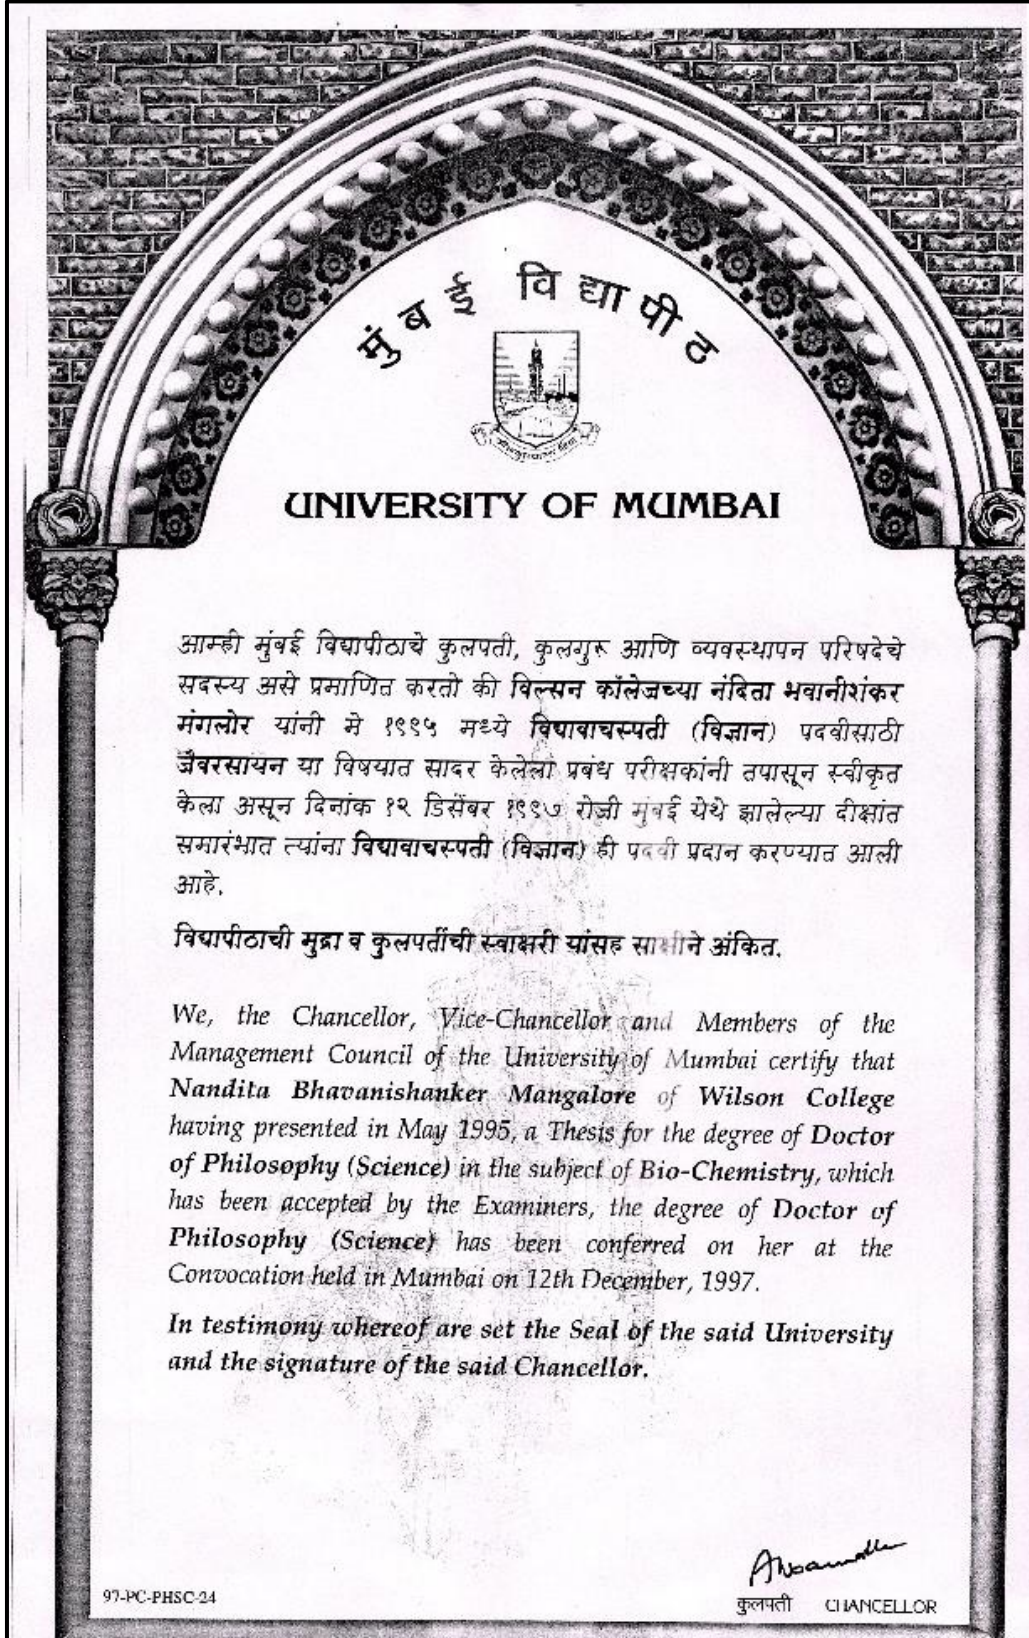 मुंबई विद्यापीठ
UNIVERSITY OF MUMBAI
आम्ही मुंबई विद्यापीठाचे कुलपती, कुलगुरू आणि व्यवस्थापन परिषदेचे
सदस्य असे प्रमाणित करतो की विल्सन कॉलेजच्या नंदिता भवानीशंकर
मंगलोर यांनी मे १९९५ मध्ये विद्यावाचस्पती (विज्ञान) पदवीसाठी
जैवरसायन या विषयात सादर केलेला प्रबंध परीक्षकांनी तपासून स्वीकृत
केला असून दिनांक १२ डिसेंबर १९९७ रोजी मुंबई येथे झालेल्या दीक्षांत
समारंभात त्यांना विद्यावाचस्पती (विज्ञान) ही पदवी प्रदान करण्यात आली
आहे.
विद्यापीठाची मुद्रा व कुलपतींची स्वाक्षरी यांसह साक्षीने अंकित.
We, the Chancellor, Vice-Chancellor and Members of the
Management Council of the University of Mumbai certify that
Nandita Bhavanishanker Mangalore of Wilson College
having presented in May 1995, a Thesis for the degree of Doctor
of Philosophy (Science) in the subject of Bio-Chemistry, which
has been accepted by the Examiners, the degree of Doctor of
Philosophy (Science) has been conferred on her at the
Convocation held in Mumbai on 12th December, 1997.
In testimony whereof are set the Seal of the said University
and the signature of the said Chancellor.
97-PC-PHSC-24
कुलपती CHANCELLOR